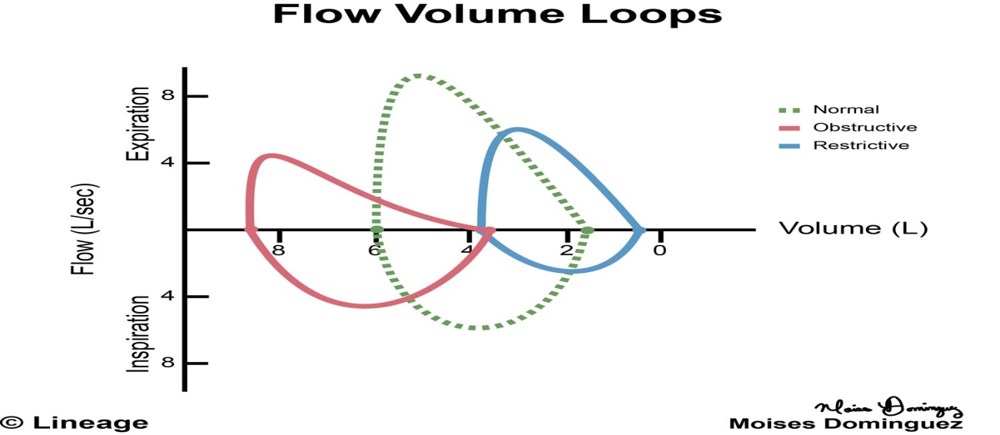 Flow Volume Loops
Expiration
Flow (L/sec)
Inspiration
8
4
4
8
8
6
4
2
0
Volume (L)
Normal
Obstructive
Restrictive
© Lineage
Moises Dominguez
Moises Dominguez